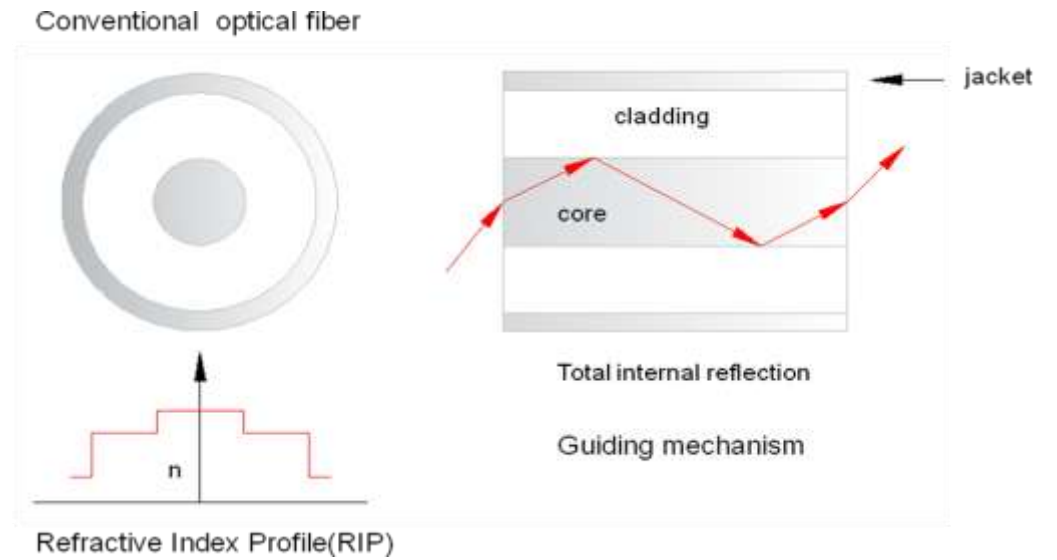 Conventional optical fiber
jacket
cladding
core
Total internal reflection
n
Guiding mechanism
Refractive Index Profile(RIP)